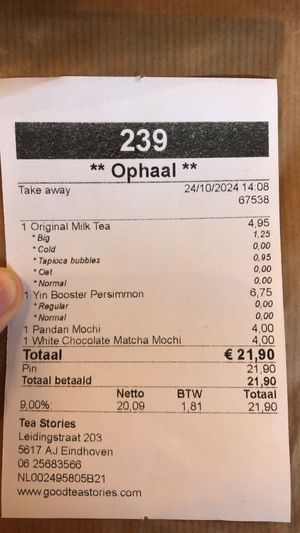 239
** Ophaal **
Take away 24/10/2024 14:08
67538
1 Original Milk Tea 4,95
* Big 1,25
* Cold 0,00
* Tapioca bubbles 0,95
* Oat 0,00
* Normal 0,00
1 Yin Booster Persimmon 6,75
* Regular 0,00
* Normal 0,00
1 Pandan Mochi 4,00
1 White Chocolate Matcha Mochi 4,00
Totaal € 21,90
Pin 21,90
Totaal betaald 21,90
Netto BTW Totaal
9,00%: 20,09 1,81 21,90
Tea Stories
Leidingstraat 203
5617 AJ Eindhoven
06 25683566
NL002495805B21
www.goodteastories.com